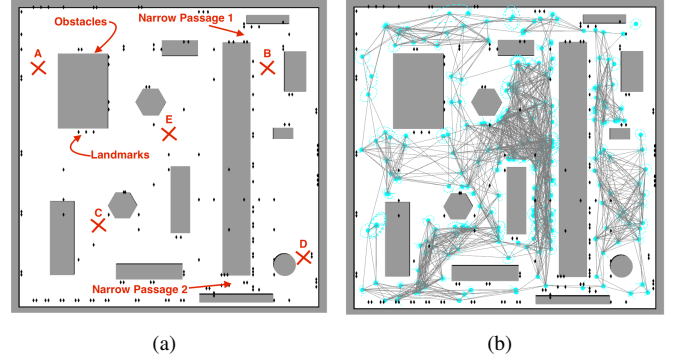 Obstacles
Narrow Passage 1
A
B
E
Landmarks
C
D
Narrow Passage 2
(a)
(b)